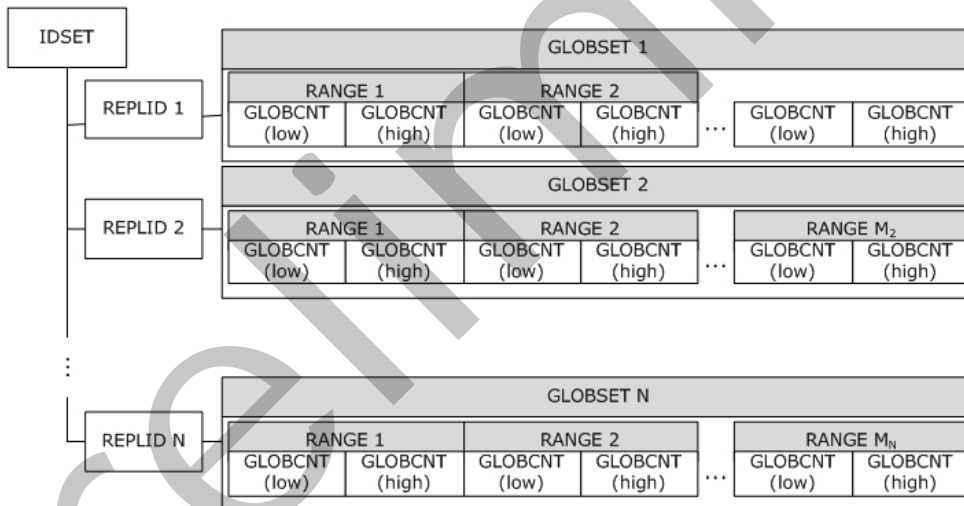 IDSET
GLOBSET 1
REPLID 1
RANGE 1 RANGE 2
GLOBCNT GLOBCNT GLOBCNT GLOBCNT GLOBCNT GLOBCNT
(low) (high) (low) (high) ... (low) (high)
GLOBSET 2
REPLID 2
RANGE 1 RANGE 2 RANGE M₂
GLOBCNT GLOBCNT GLOBCNT GLOBCNT GLOBCNT GLOBCNT
(low) (high) (low) (high) ... (low) (high)
⋮
GLOBSET N
REPLID N
RANGE 1 RANGE 2 RANGE Mₙ
GLOBCNT GLOBCNT GLOBCNT GLOBCNT GLOBCNT GLOBCNT
(low) (high) (low) (high) ... (low) (high)